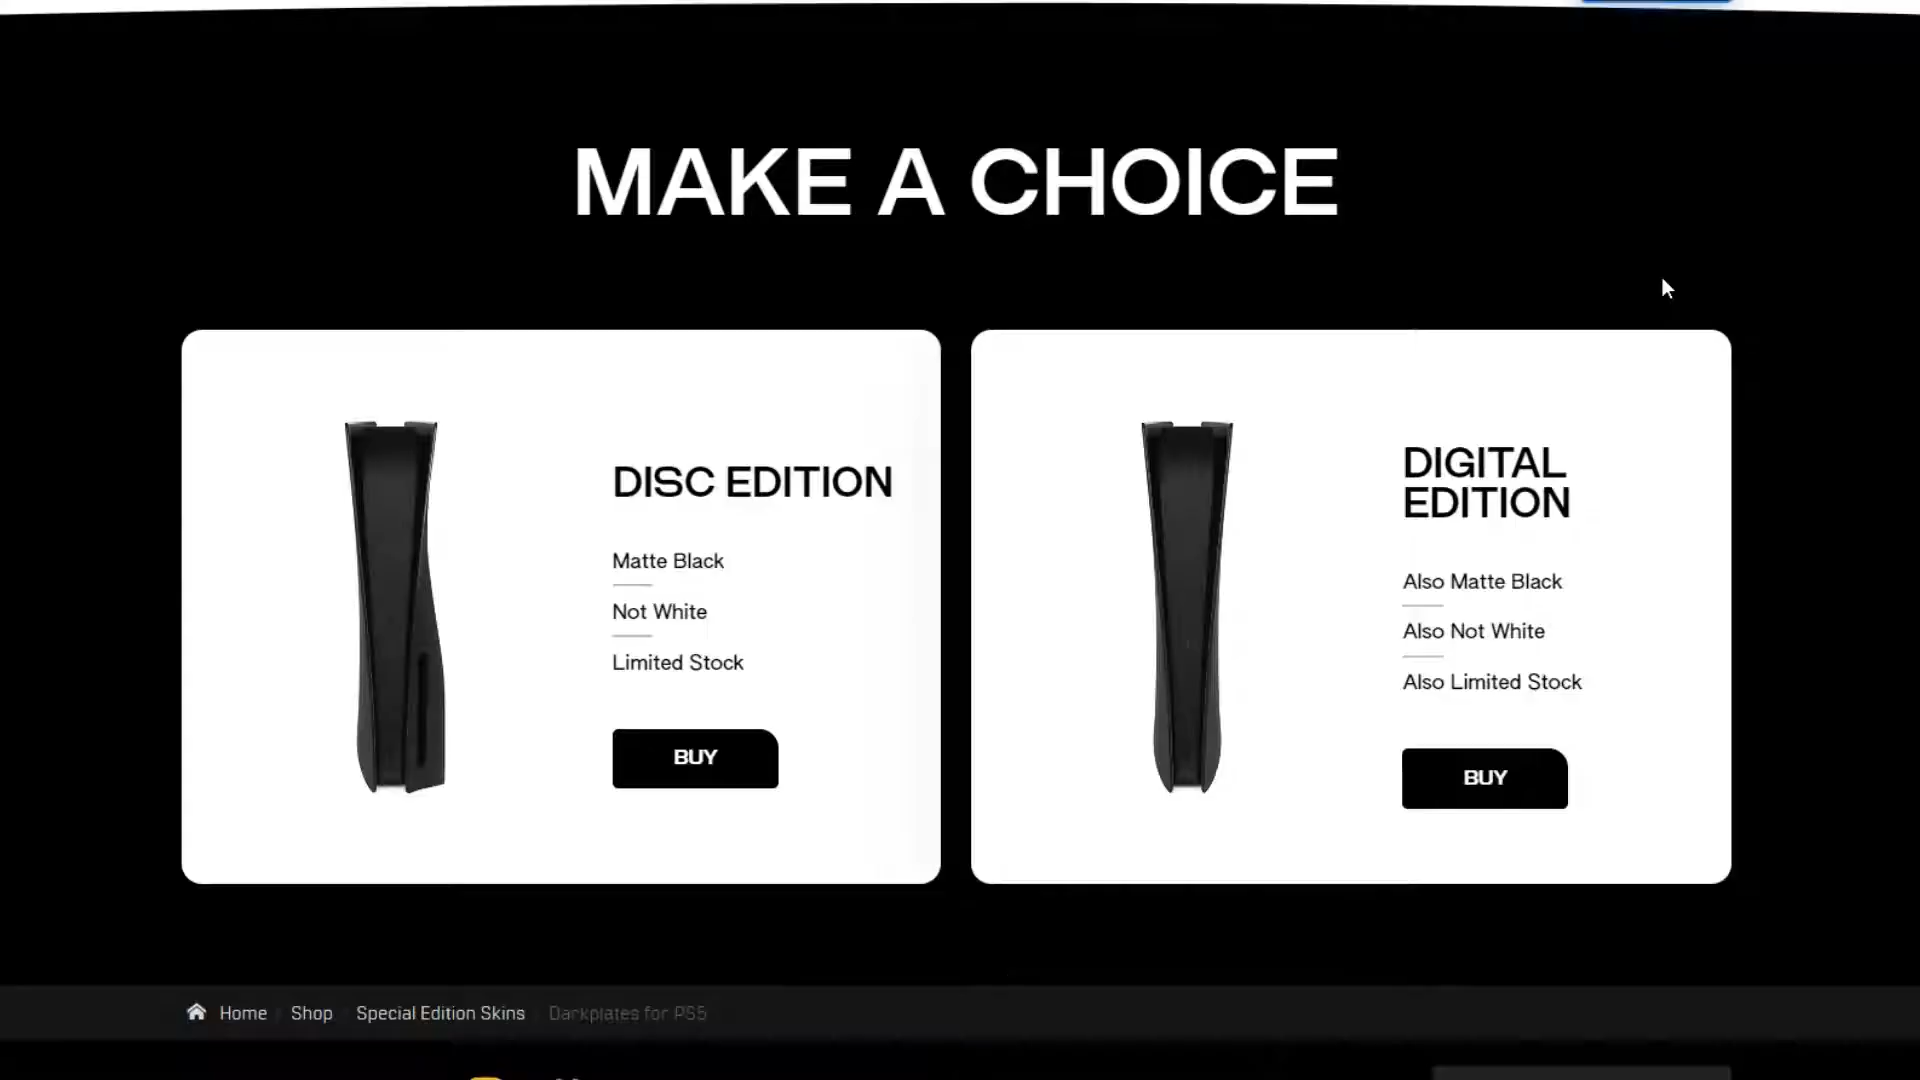 MAKE A CHOICE
DISC EDITION
Matte Black
Not White
Limited Stock
BUY
DIGITAL
EDITION
Also Matte Black
Also Not White
Also Limited Stock
BUY
Home Shop Special Edition Skins Darkplates for PS5